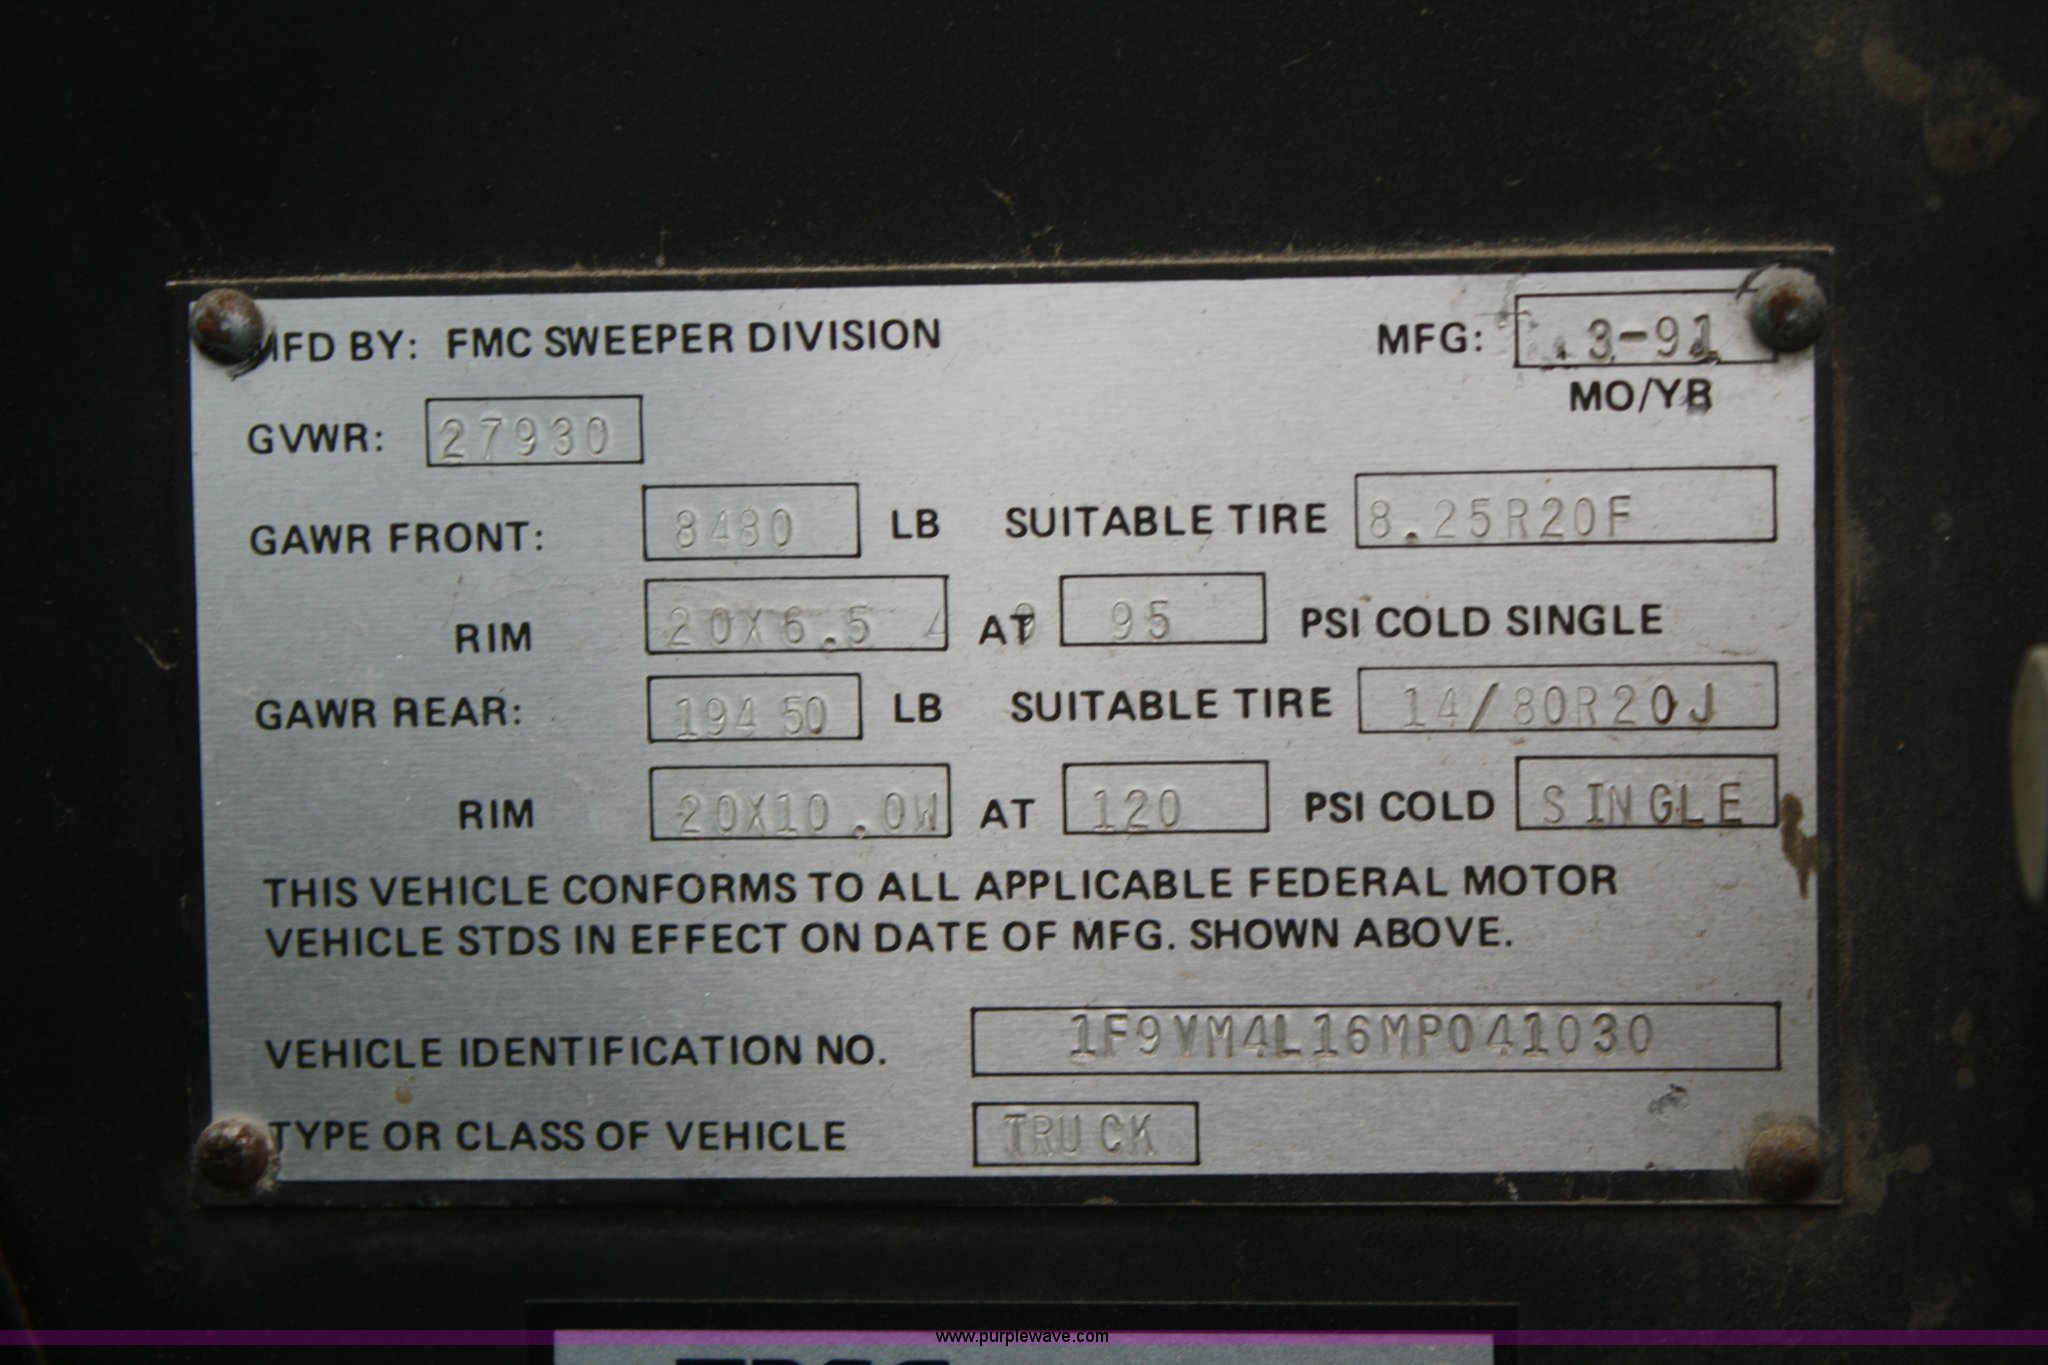 MFD BY: FMC SWEEPER DIVISION MFG: 3-91
MO/YR
GVWR: 27930
GAWR FRONT: 8480 LB SUITABLE TIRE 8.25R20F
RIM 20X6.5 AT 95 PSI COLD SINGLE
GAWR REAR: 19450 LB SUITABLE TIRE 14/80R20J
RIM 20X10.0W AT 120 PSI COLD SINGLE
THIS VEHICLE CONFORMS TO ALL APPLICABLE FEDERAL MOTOR
VEHICLE STDS IN EFFECT ON DATE OF MFG. SHOWN ABOVE.
VEHICLE IDENTIFICATION NO. 1F9VM4L16MP041030
TYPE OR CLASS OF VEHICLE TRUCK
www.purplewave.com